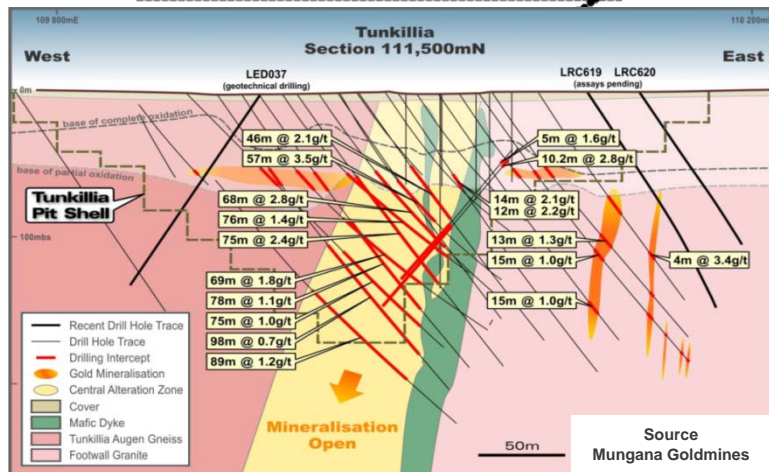 109 800mE
110 200mE
Tunkillia
Section 111,500mN
West
East
LED037
(geotechnical drilling)
LRC619 LRC620
(assays pending)
0m
base of complete oxidation
base of partial oxidation
Tunkillia
Pit Shell
100mbs
46m @ 2.1g/t
57m @ 3.5g/t
68m @ 2.8g/t
76m @ 1.4g/t
75m @ 2.4g/t
69m @ 1.8g/t
78m @ 1.1g/t
75m @ 1.0g/t
98m @ 0.7g/t
89m @ 1.2g/t
5m @ 1.6g/t
10.2m @ 2.8g/t
14m @ 2.1g/t
12m @ 2.2g/t
13m @ 1.3g/t
15m @ 1.0g/t
4m @ 3.4g/t
15m @ 1.0g/t
Recent Drill Hole Trace
Drill Hole Trace
Drilling Intercept
Gold Mineralisation
Central Alteration Zone
Cover
Mafic Dyke
Tunkillia Augen Gneiss
Footwall Granite
Mineralisation
Open
50m
Source
Mungana Goldmines